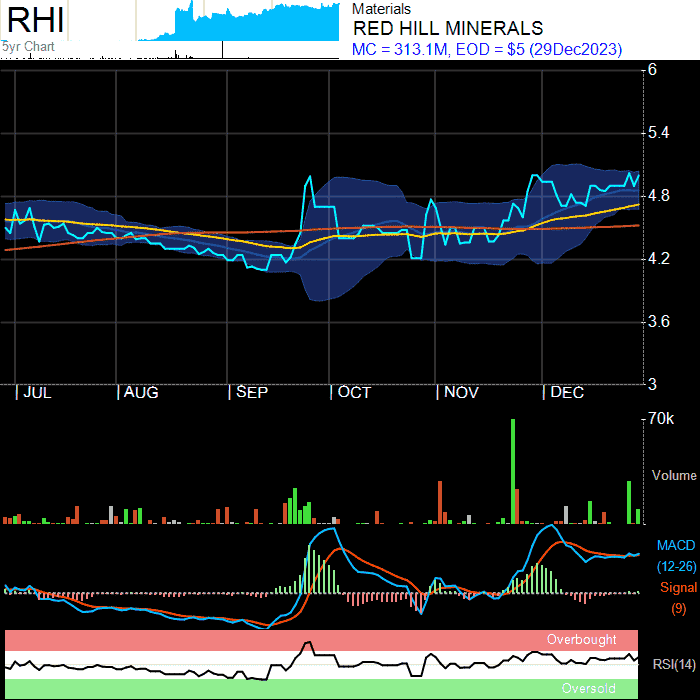 RHI
5yr Chart
Materials
RED HILL MINERALS
MC = 313.1M, EOD = $5 (29Dec2023)
6
5.4
4.8
4.2
3.6
3
JUL AUG SEP OCT NOV DEC
70k
Volume
MACD
(12-26)
Signal
(9)
Overbought
RSI(14)
Oversold